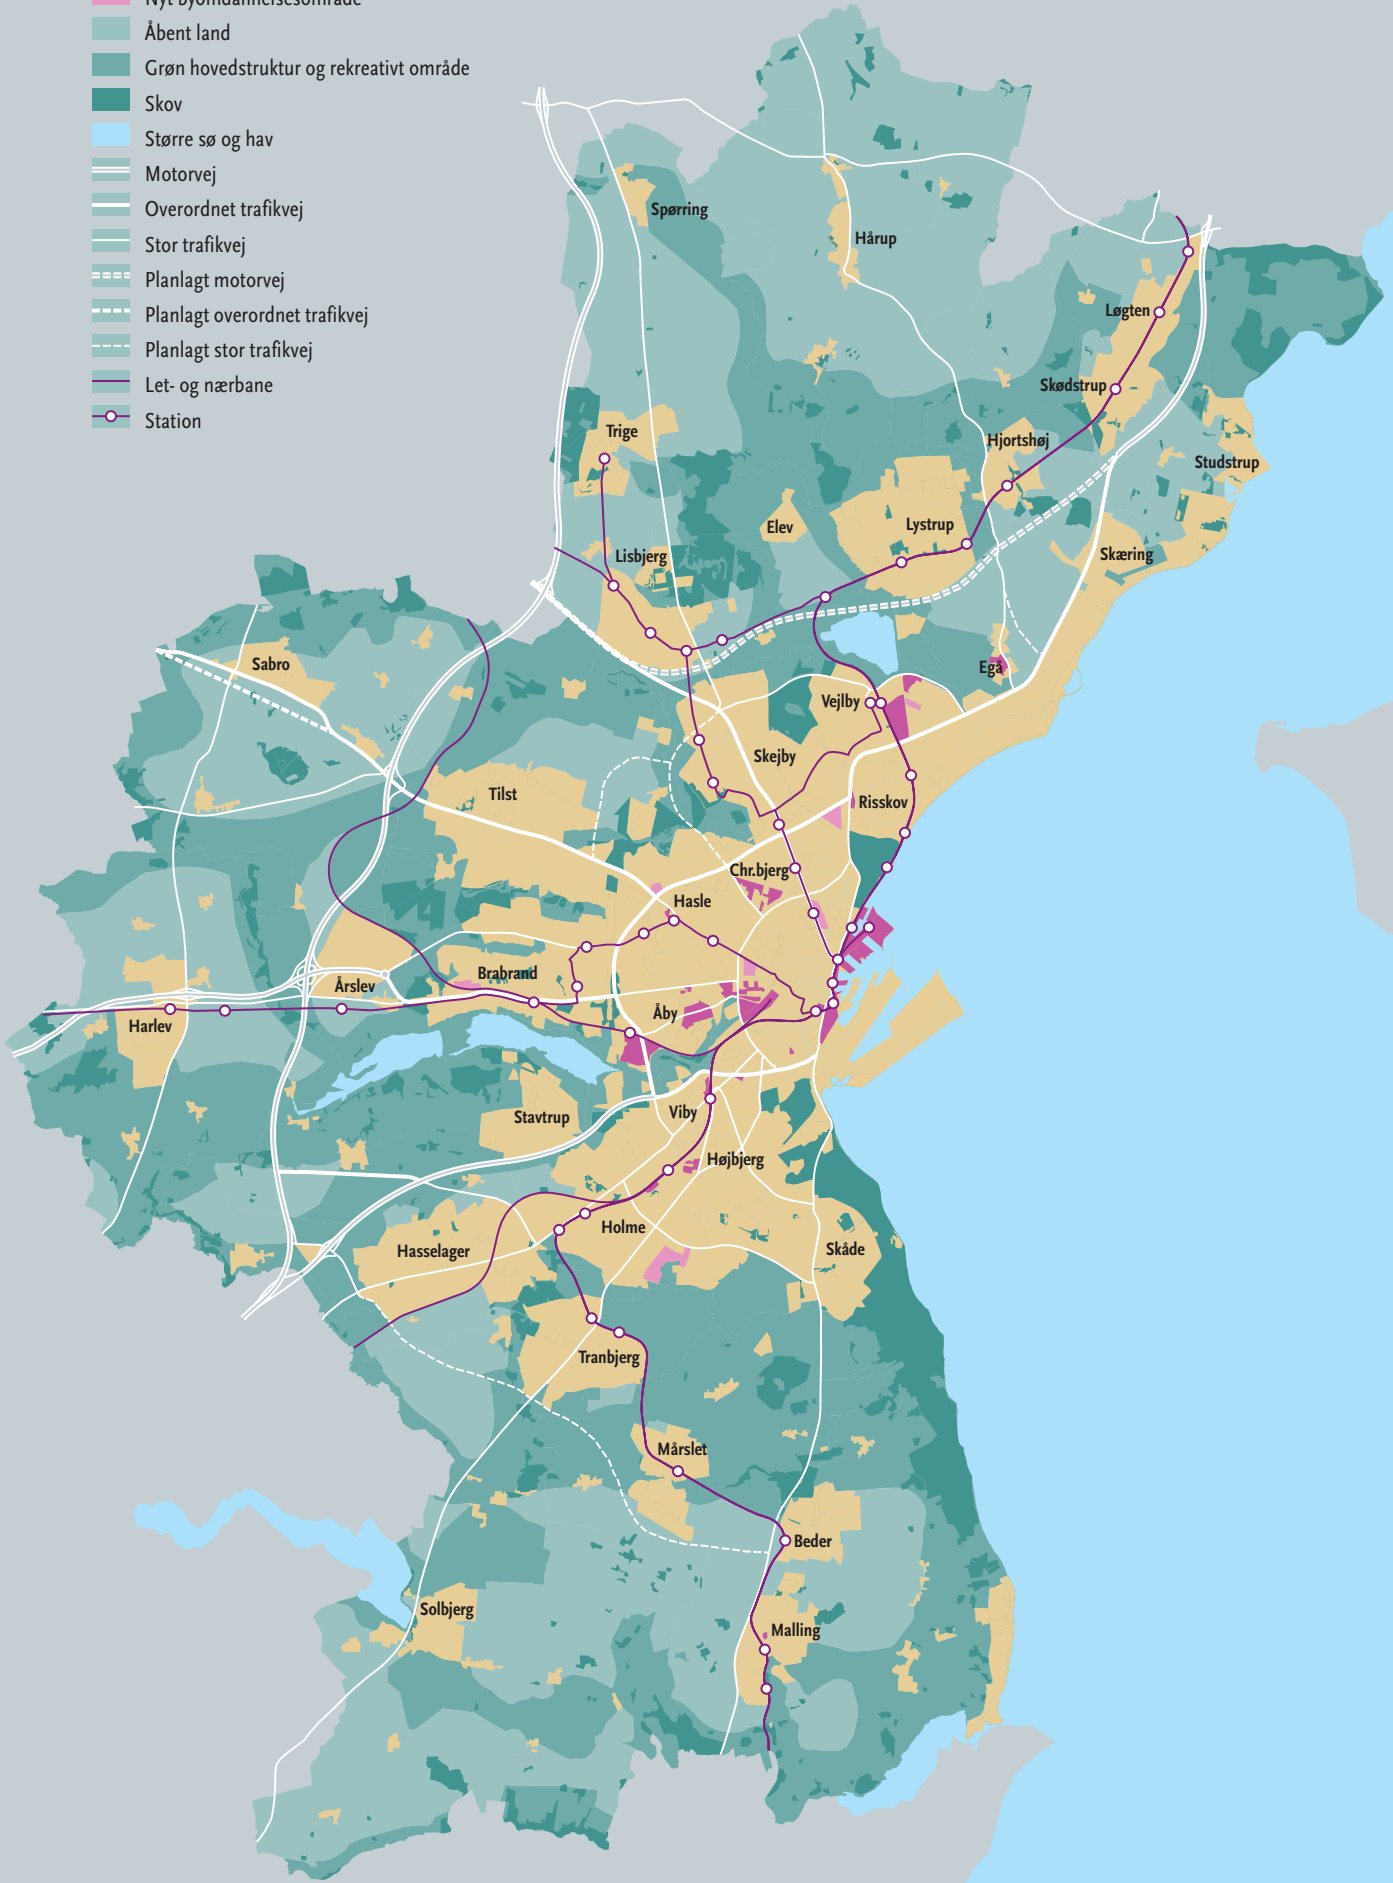 Nyt byomdannelsesområde
Åbent land
Grøn hovedstruktur og rekreativt område
Skov
Større sø og hav
Motorvej
Overordnet trafikvej
Stor trafikvej
Planlagt motorvej
Planlagt overordnet trafikvej
Planlagt stor trafikvej
Let- og nærbane
Station
Spørring
Hårup
Løgten
Skødstrup
Trige
Hjortshøj
Studstrup
Elev
Lystrup
Lisbjerg
Skæring
Sabro
Egå
Vejlby
Skejby
Tilst
Risskov
Chr.bjerg
Hasle
Brabrand
Årslev
Åby
Harlev
Viby
Stavtrup
Højbjerg
Holme
Hasselager
Skåde
Tranbjerg
Mårslet
Beder
Solbjerg
Malling